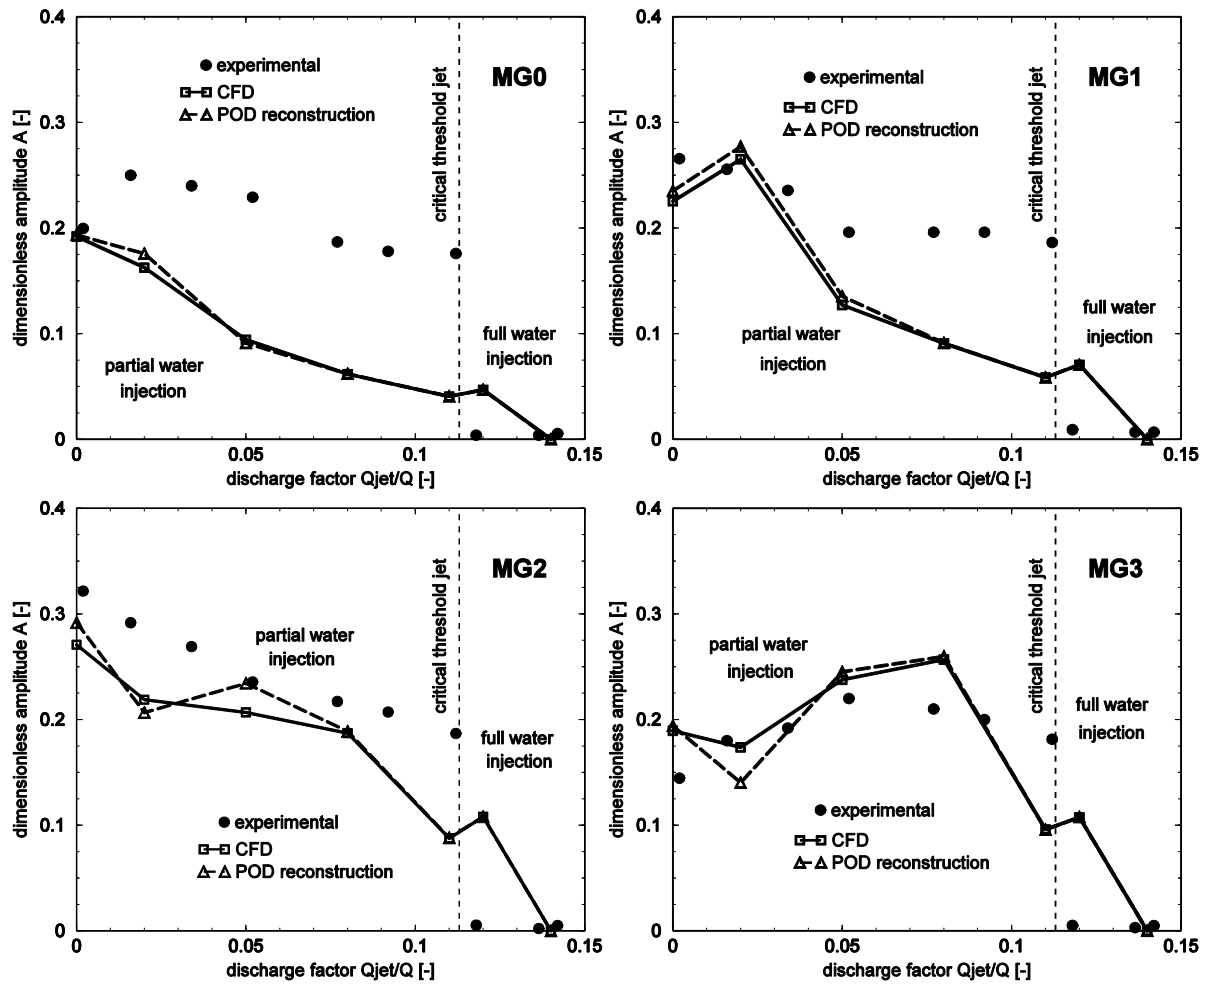 0.4
0.3
0.2
0.1
0
dimensionless amplitude A [-]
experimental
CFD
POD reconstruction
critical threshold jet
MG0
partial water
injection
full water
injection
0
0.05
0.1
0.15
discharge factor Qjet/Q [-]
0.4
0.3
0.2
0.1
0
dimensionless amplitude A [-]
experimental
CFD
POD reconstruction
critical threshold jet
MG1
partial water
injection
full water
injection
0
0.05
0.1
0.15
discharge factor Qjet/Q [-]
0.4
0.3
0.2
0.1
0
dimensionless amplitude A [-]
critical threshold jet
MG2
partial water
injection
full water
injection
experimental
CFD
POD reconstruction
0
0.05
0.1
0.15
discharge factor Qjet/Q [-]
0.4
0.3
0.2
0.1
0
dimensionless amplitude A [-]
critical threshold jet
MG3
partial water
injection
full water
injection
experimental
CFD
POD reconstruction
0
0.05
0.1
0.15
discharge factor Qjet/Q [-]